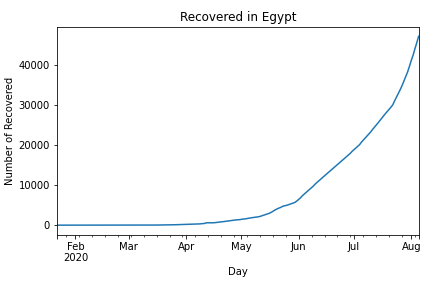 Recovered in Egypt
Number of Recovered
40000
30000
20000
10000
0
Feb Mar Apr May Jun Jul Aug
2020
Day